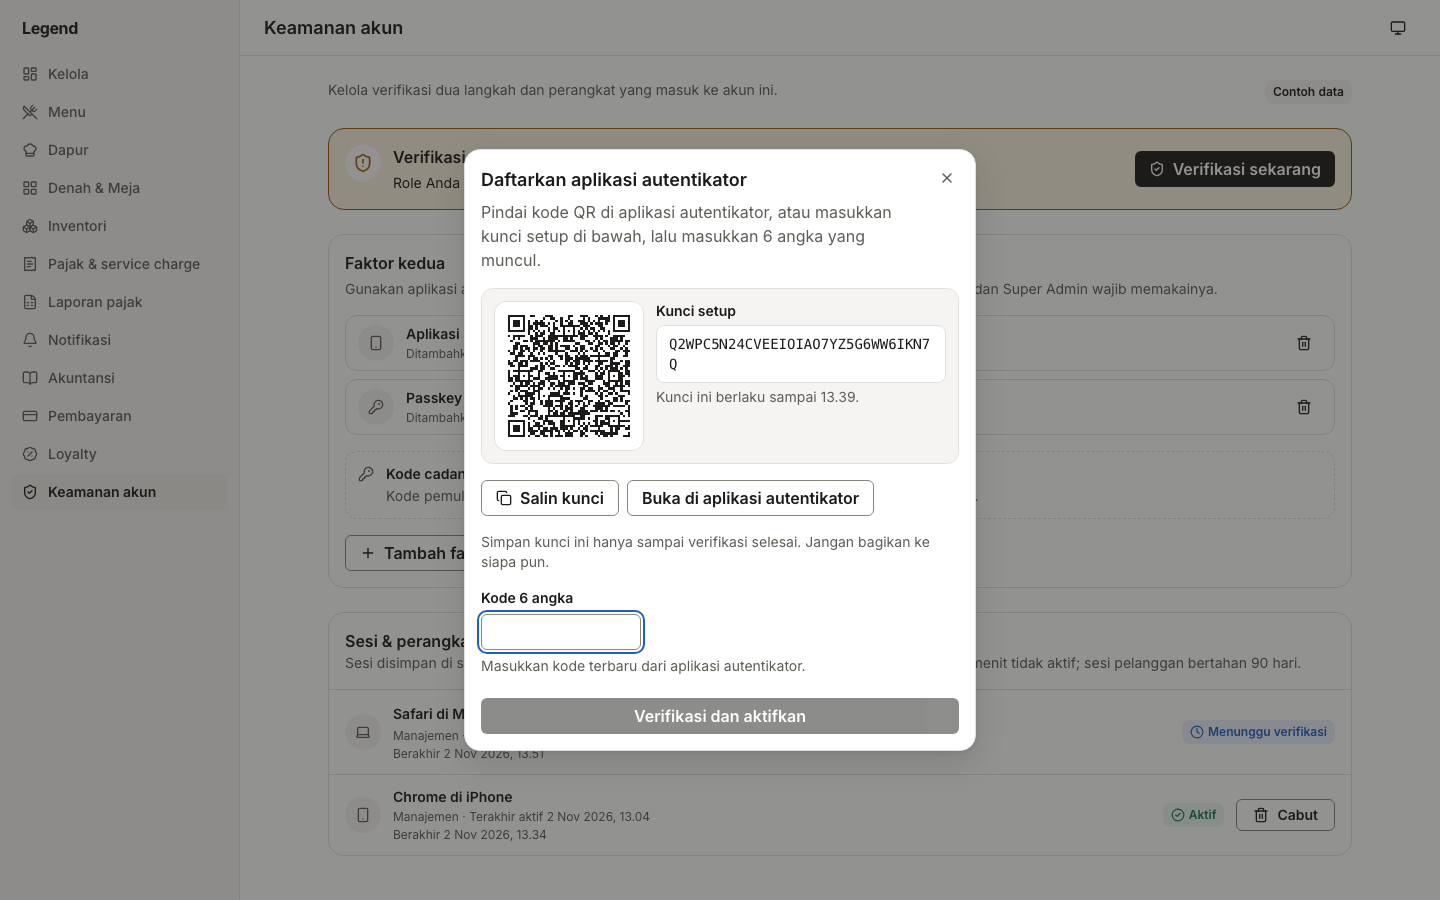 Legend
Kelola
Menu
Dapur
Denah & Meja
Inventori
Pajak & service charge
Laporan pajak
Notifikasi
Akuntansi
Pembayaran
Loyalty
Keamanan akun
Keamanan akun
Kelola verifikasi dua langkah dan perangkat yang masuk ke akun ini.
Contoh data
Verifikasi
Role Anda
Verifikasi sekarang
Faktor kedua
Gunakan aplikasi
dan Super Admin wajib memakainya.
Aplikasi
Passkey
Kode
Kode
Tambah
Daftarkan aplikasi autentikator
Pindai kode QR di aplikasi autentikator, atau masukkan
kunci setup di bawah, lalu masukkan 6 angka yang
muncul.
Kunci setup
Q2WPC5N24CVEEIOIAO7YZ5G6WW6IKN7
Q
Kunci ini berlaku sampai 13.39.
Salin kunci
Buka di aplikasi autentikator
Simpan kunci ini hanya sampai verifikasi selesai. Jangan bagikan ke
siapa pun.
Kode 6 angka
Masukkan kode terbaru dari aplikasi autentikator.
Verifikasi dan aktifkan
Sesi & perangka
Sesi disimpan di
menit tidak aktif; sesi pelanggan bertahan 90 hari.
Safari di
Manajemen
Berakhir 2 Nov 2026, 13.51
Menunggu verifikasi
Chrome di iPhone
Manajemen · Terakhir aktif 2 Nov 2026, 13.04
Berakhir 2 Nov 2026, 13.34
Aktif
Cabut